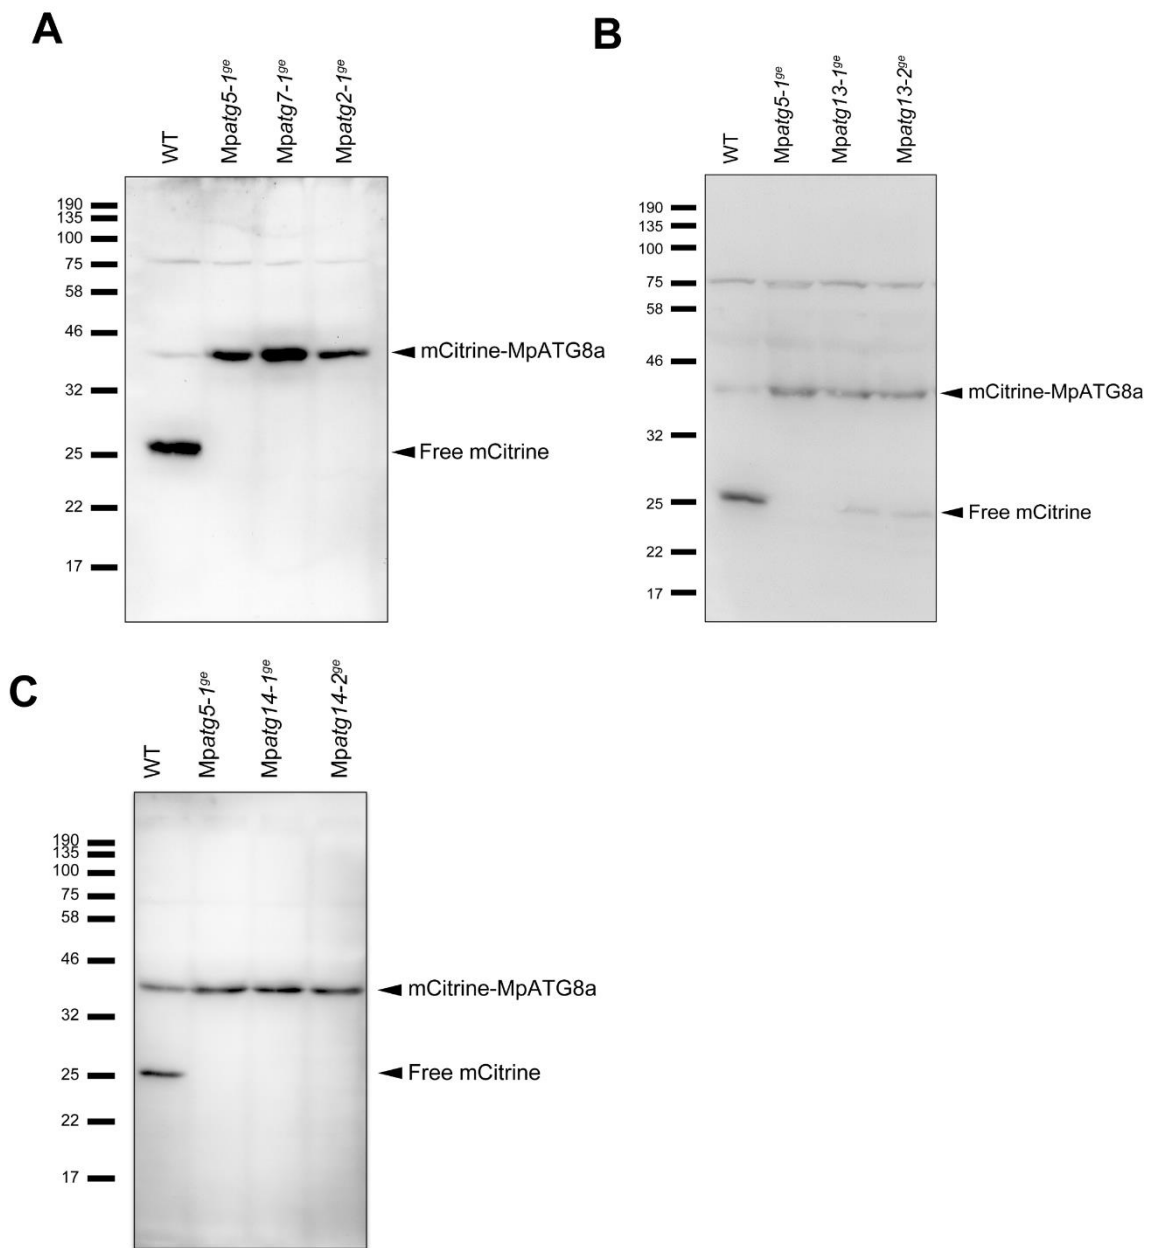 A
WT
Mpatg5-1ge
Mpatg7-1ge
Mpatg2-1ge
190
135
100
75
58
46
32
25
22
17
mCitrine-MpATG8a
Free mCitrine
B
WT
Mpatg5-1ge
Mpatg13-1ge
Mpatg13-2ge
190
135
100
75
58
46
32
25
22
17
mCitrine-MpATG8a
Free mCitrine
C
WT
Mpatg5-1ge
Mpatg14-1ge
Mpatg14-2ge
190
135
100
75
58
46
32
25
22
17
mCitrine-MpATG8a
Free mCitrine